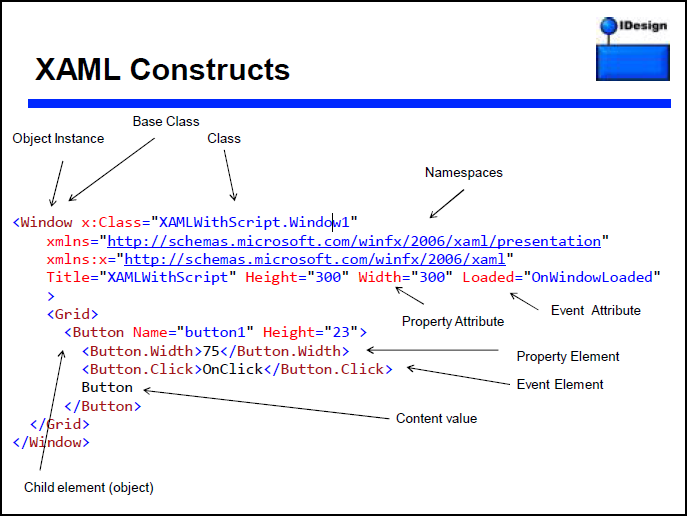 IDesign
XAML Constructs
Base Class
Object Instance
Class
Namespaces
<Window x:Class="XAMLWithScript.Window1"
xmlns="http://schemas.microsoft.com/winfx/2006/xaml/presentation"
xmlns:x="http://schemas.microsoft.com/winfx/2006/xaml"
Title="XAMLWithScript" Height="300" Width="300" Loaded="OnWindowLoaded"
>
Event Attribute
Property Attribute
<Grid>
<Button Name="button1" Height="23">
<Button.Width>75</Button.Width>
Property Element
<Button.Click>OnClick</Button.Click>
Event Element
Button
Content value
</Button>
</Grid>
</Window>
Child element (object)